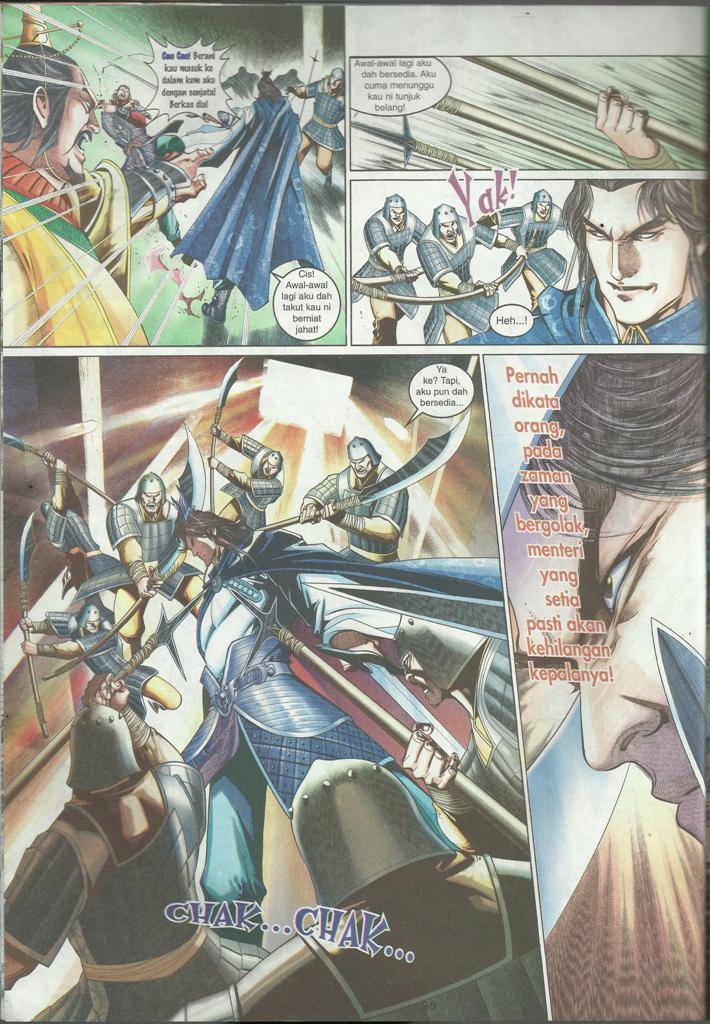 Cao Cao! Berani
kau masuk ke
dalam kem aku
dengan senjata!
Berkas dia!
Cis!
Awal-awal
lagi aku dah
takut kau ni
berniat
jahat!
Awal-awal lagi aku
dah bersedia. Aku
cuma menunggu
kau ni tunjuk
belang!
Yak!
Heh...!
Ya
ke? Tapi,
aku pun dah
bersedia...
CHAK...CHAK...
Pernah
dikata
orang,
pada
zaman
yang
bergolak,
menteri
yang
setia
pasti akan
kehilangan
kepalanya!